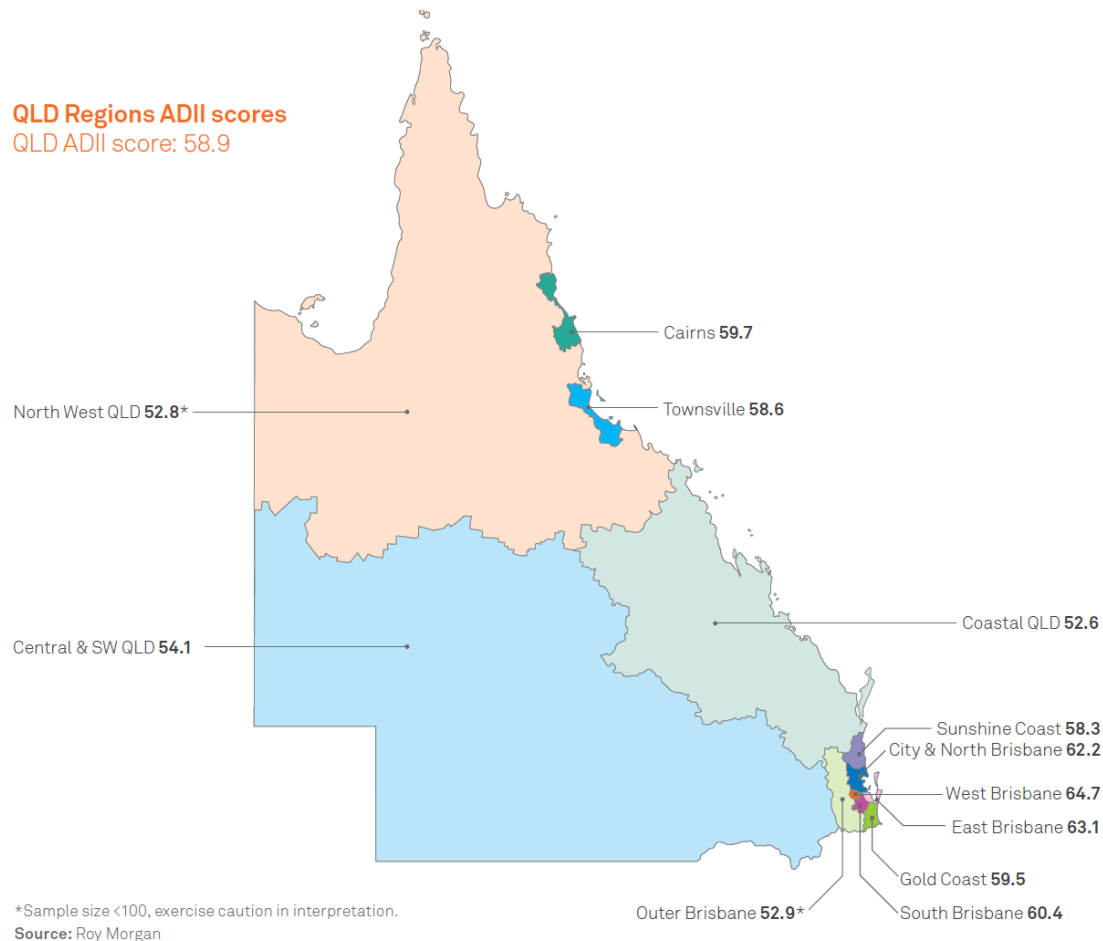 QLD Regions ADII scores
QLD ADII score: 58.9
Cairns 59.7
North West QLD 52.8*
Townsville 58.6
Coastal QLD 52.6
Central & SW QLD 54.1
Sunshine Coast 58.3
City & North Brisbane 62.2
West Brisbane 64.7
East Brisbane 63.1
Gold Coast 59.5
Outer Brisbane 52.9*
South Brisbane 60.4
*Sample size <100, exercise caution in interpretation.
Source: Roy Morgan